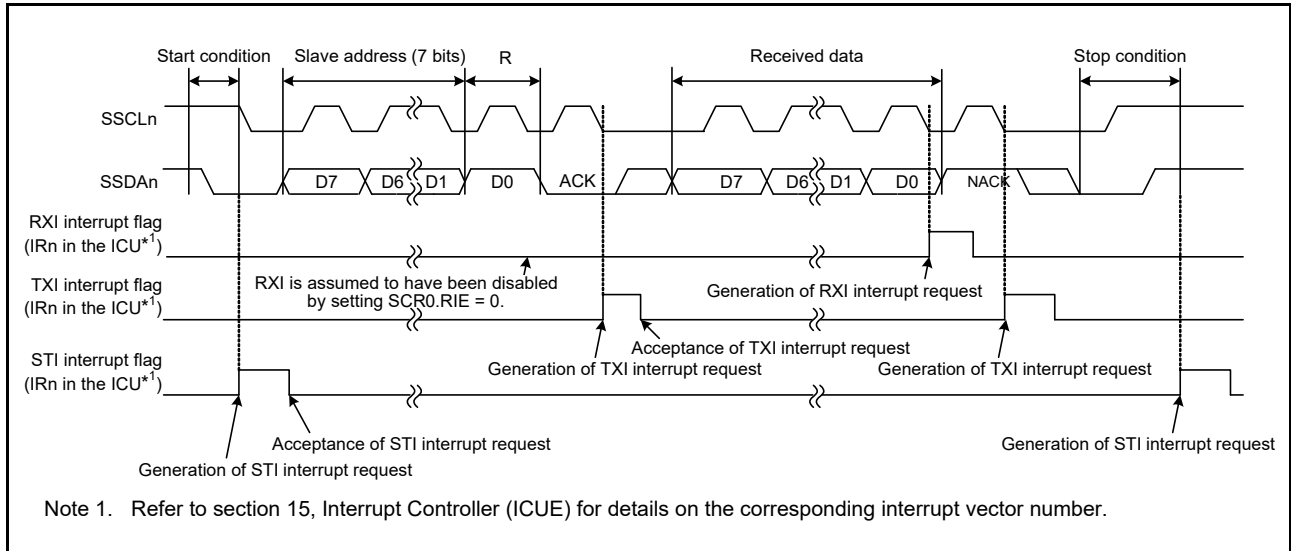 Start condition
Slave address (7 bits)
R
Received data
Stop condition
SSCLn
SSDAn
D7
D6
D1
D0
ACK
D7
D6
D1
D0
NACK
RXI interrupt flag
(IRn in the ICU*1)
RXI is assumed to have been disabled
by setting SCR0.RIE = 0.
Generation of RXI interrupt request
TXI interrupt flag
(IRn in the ICU*1)
Acceptance of TXI interrupt request
Generation of TXI interrupt request
Generation of TXI interrupt request
STI interrupt flag
(IRn in the ICU*1)
Acceptance of STI interrupt request
Generation of STI interrupt request
Generation of STI interrupt request
Note 1. Refer to section 15, Interrupt Controller (ICUE) for details on the corresponding interrupt vector number.